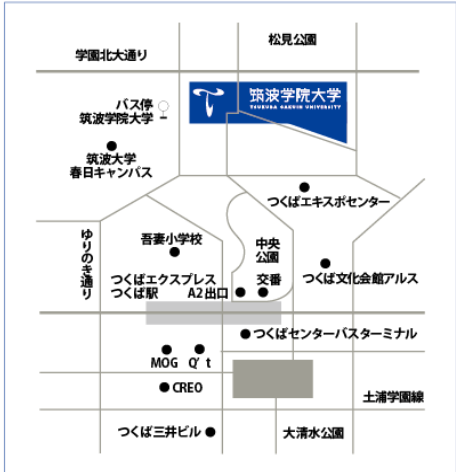 松見公園
学園北大通り
筑波学院大学
TSUKUBA GAKUIN UNIVERSITY
バス停
筑波学院大学
筑波大学
春日キャンパス
つくばエキスポセンター
ゆりのき通り
吾妻小学校
中央
公園
つくば文化会館アルス
つくばエクスプレス
つくば駅
A2出口
交番
つくばセンターバスターミナル
MOG
Q't
CREO
土浦学園線
つくば三井ビル
大清水公園